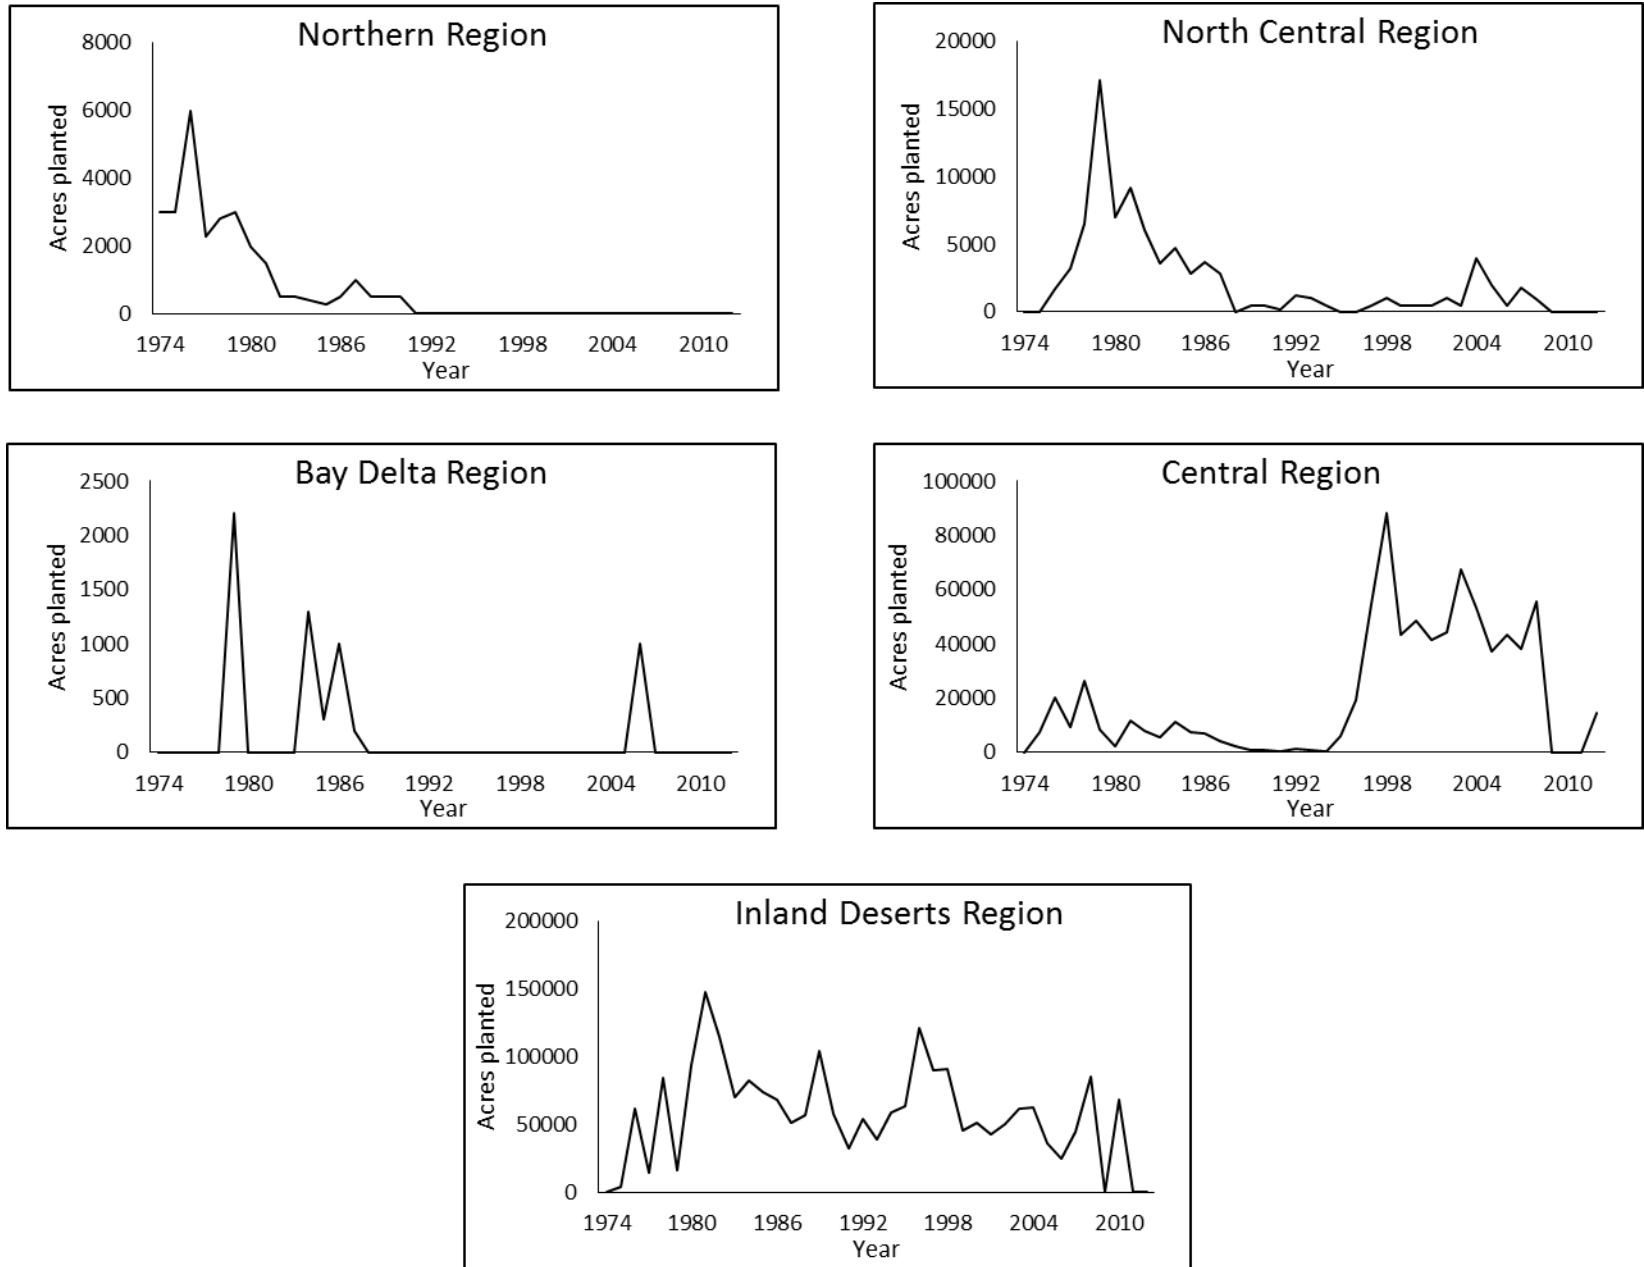 Northern Region
8000
6000
4000
2000
0
Acres planted
1974 1980 1986 1992 1998 2004 2010
Year
North Central Region
20000
15000
10000
5000
0
Acres planted
1974 1980 1986 1992 1998 2004 2010
Year
Bay Delta Region
2500
2000
1500
1000
500
0
Acres planted
1974 1980 1986 1992 1998 2004 2010
Year
Central Region
100000
80000
60000
40000
20000
0
Acres planted
1974 1980 1986 1992 1998 2004 2010
Year
Inland Deserts Region
200000
150000
100000
50000
0
Acres planted
1974 1980 1986 1992 1998 2004 2010
Year